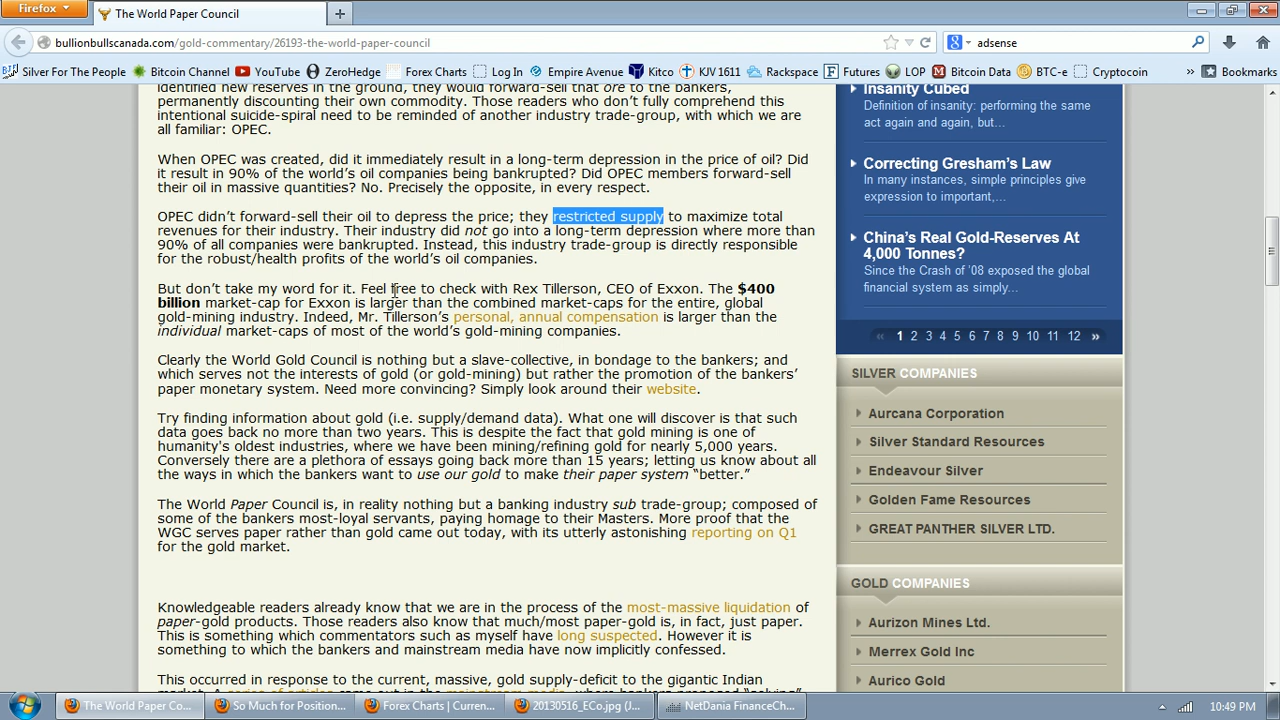 Firefox
The World Paper Council
bullionbullscanada.com/gold-commentary/26193-the-world-paper-council
adsense
Silver For The People
Bitcoin Channel
YouTube
ZeroHedge
Forex Charts
Log In
Empire Avenue
Kitco
KJV 1611
Rackspace
Futures
LOP
Bitcoin Data
BTC-e
Cryptocoin
»
Bookmarks
identified new reserves in the ground, they would forward-sell that ore to the bankers,
permanently discounting their own commodity. Those readers who don’t fully comprehend this
intentional suicide-spiral need to be reminded of another industry trade-group, with which we are
all familiar: OPEC.
When OPEC was created, did it immediately result in a long-term depression in the price of oil? Did
it result in 90% of the world’s oil companies being bankrupted? Did OPEC members forward-sell
their oil in massive quantities? No. Precisely the opposite, in every respect.
OPEC didn’t forward-sell their oil to depress the price; they restricted supply to maximize total
revenues for their industry. Their industry did not go into a long-term depression where more than
90% of all companies were bankrupted. Instead, this industry trade-group is directly responsible
for the robust/health profits of the world’s oil companies.
But don’t take my word for it. Feel free to check with Rex Tillerson, CEO of Exxon. The $400
billion market-cap for Exxon is larger than the combined market-caps for the entire, global
gold-mining industry. Indeed, Mr. Tillerson’s personal, annual compensation is larger than the
individual market-caps of most of the world’s gold-mining companies.
Clearly the World Gold Council is nothing but a slave-collective, in bondage to the bankers; and
which serves not the interests of gold (or gold-mining) but rather the promotion of the bankers’
paper monetary system. Need more convincing? Simply look around their website.
Try finding information about gold (i.e. supply/demand data). What one will discover is that such
data goes back no more than two years. This is despite the fact that gold mining is one of
humanity's oldest industries, where we have been mining/refining gold for nearly 5,000 years.
Conversely there are a plethora of essays going back more than 15 years; letting us know about all
the ways in which the bankers want to use our gold to make their paper system “better.”
The World Paper Council is, in reality nothing but a banking industry sub trade-group; composed of
some of the bankers most-loyal servants, paying homage to their Masters. More proof that the
WGC serves paper rather than gold came out today, with its utterly astonishing reporting on Q1
for the gold market.
Knowledgeable readers already know that we are in the process of the most-massive liquidation of
paper-gold products. Those readers also know that much/most paper-gold is, in fact, just paper.
This is something which commentators such as myself have long suspected. However it is
something to which the bankers and mainstream media have now implicitly confessed.
This occurred in response to the current, massive, gold supply-deficit to the gigantic Indian
market. A series of articles came out in the mainstream media, where bankers proposed “solving”
Insanity Cubed
Definition of insanity: performing the same
act again and again, but…
Correcting Gresham’s Law
In many instances, simple principles give
expression to important,…
China’s Real Gold-Reserves At
4,000 Tonnes?
Since the Crash of ’08 exposed the global
financial system as simply…
« 1 2 3 4 5 6 7 8 9 10 11 12 »
SILVER COMPANIES
Aurcana Corporation
Silver Standard Resources
Endeavour Silver
Golden Fame Resources
GREAT PANTHER SILVER LTD.
GOLD COMPANIES
Aurizon Mines Ltd.
Merrex Gold Inc
Aurico Gold
The World Paper Co...
So Much for Position...
Forex Charts | Curren...
20130516_ECo.jpg (J...
NetDania FinanceCh...
10:49 PM